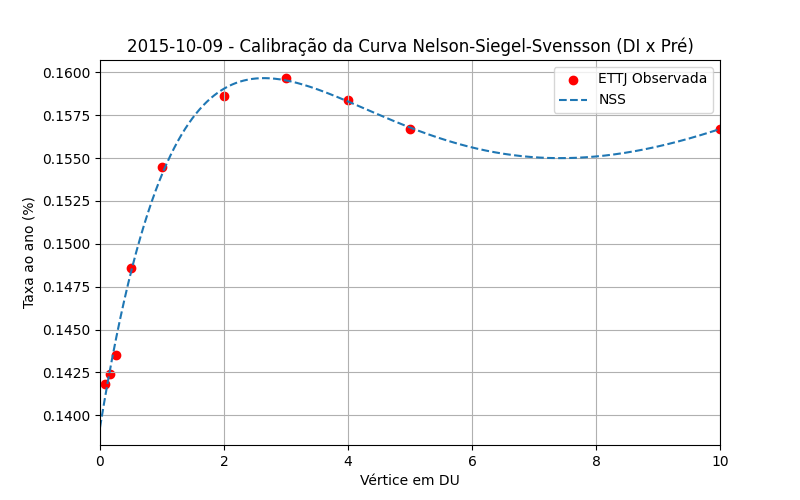 2015-10-09 - Calibração da Curva Nelson-Siegel-Svensson (DI x Pré)
ETTJ Observada
NSS
Taxa ao ano (%)
0.1600
0.1575
0.1550
0.1525
0.1500
0.1475
0.1450
0.1425
0.1400
0 2 4 6 8 10
Vértice em DU